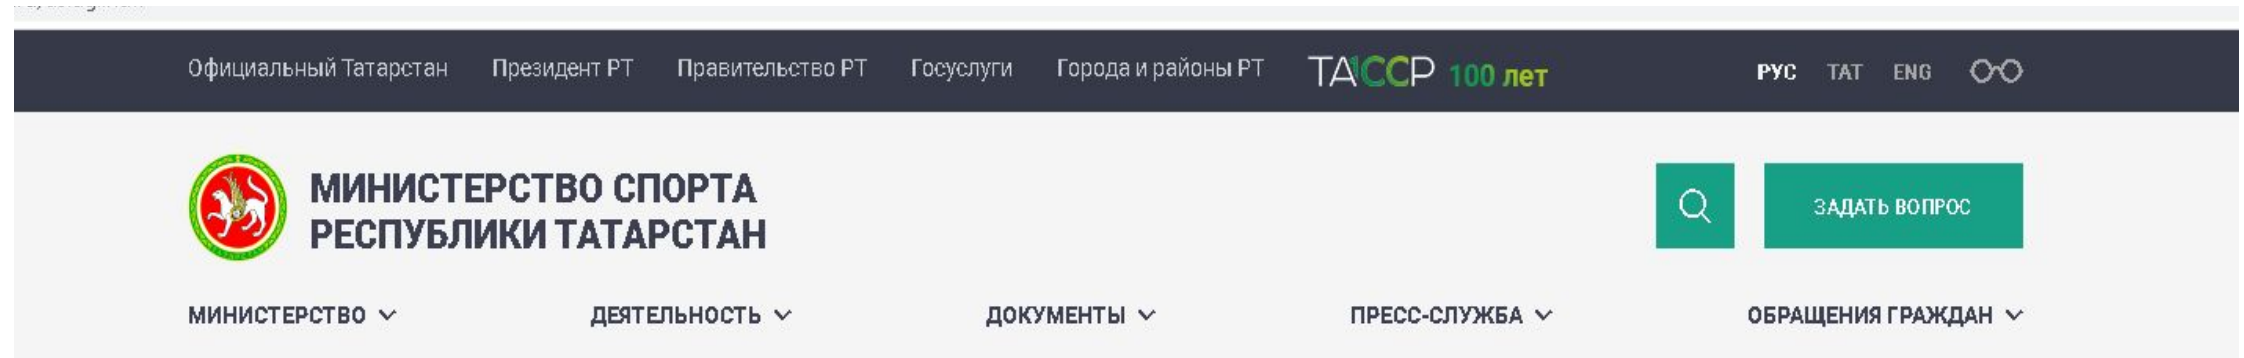 Официальный Татарстан Президент РТ Правительство РТ Госуслуги Города и районы РТ ТАССР 100 лет РУС ТАТ ENG
МИНИСТЕРСТВО СПОРТА
РЕСПУБЛИКИ ТАТАРСТАН
ЗАДАТЬ ВОПРОС
МИНИСТЕРСТВО ДЕЯТЕЛЬНОСТЬ ДОКУМЕНТЫ ПРЕСС-СЛУЖБА ОБРАЩЕНИЯ ГРАЖДАН